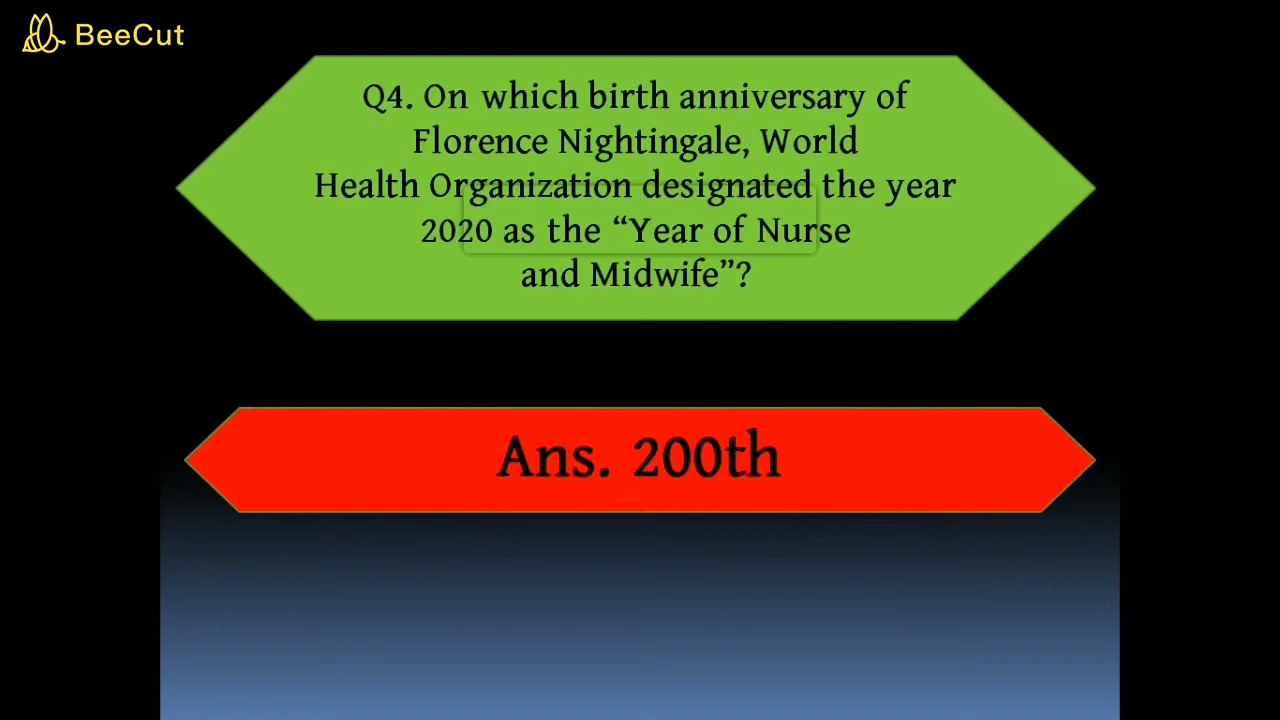 BeeCut
Q4. On which birth anniversary of
Florence Nightingale, World
Health Organization designated the year
2020 as the “Year of Nurse
and Midwife”?
Ans. 200th